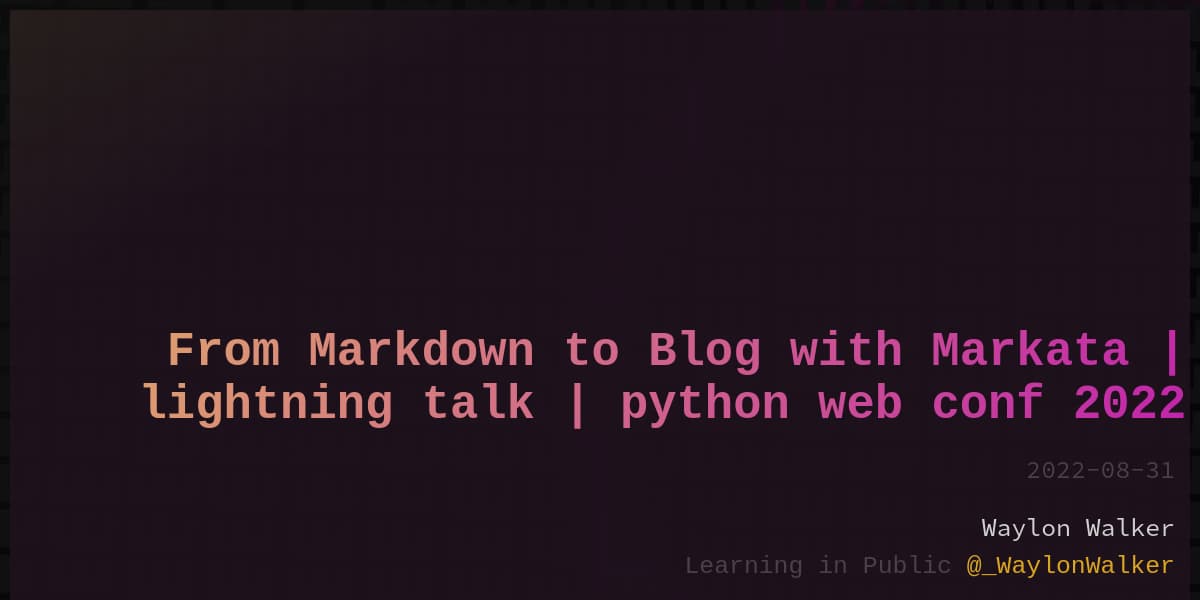 From Markdown to Blog with Markata |
lightning talk | python web conf 2022
2022-08-31
Waylon Walker
Learning in Public @_WaylonWalker